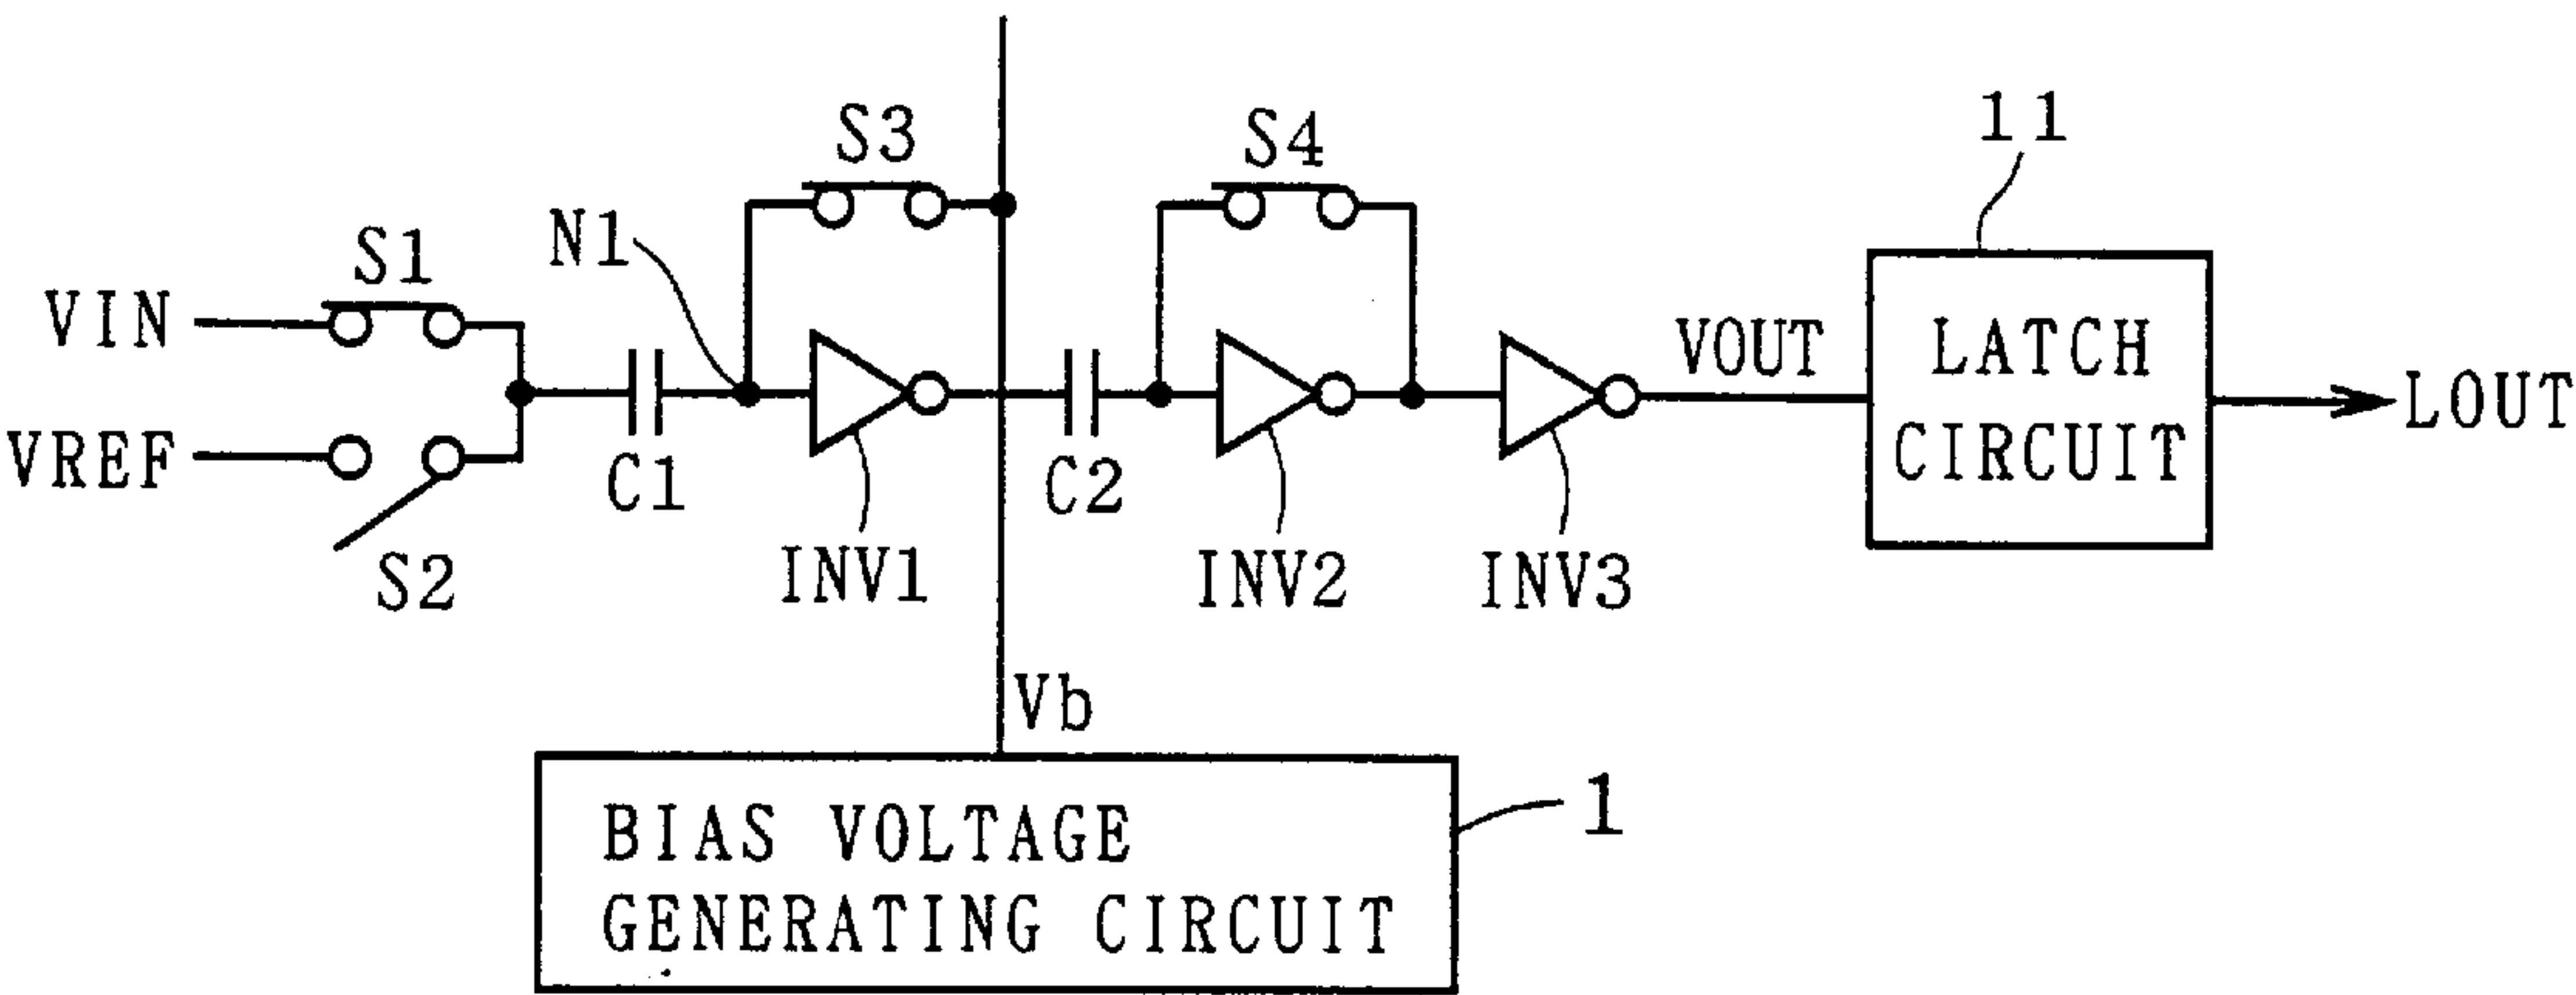 11
S3
S4
N1
S1
VIN
VOUT
LATCH
CIRCUIT
LOUT
VREF
C1
C2
S2
INV1
INV2
INV3
Vb
1
BIAS VOLTAGE
GENERATING CIRCUIT